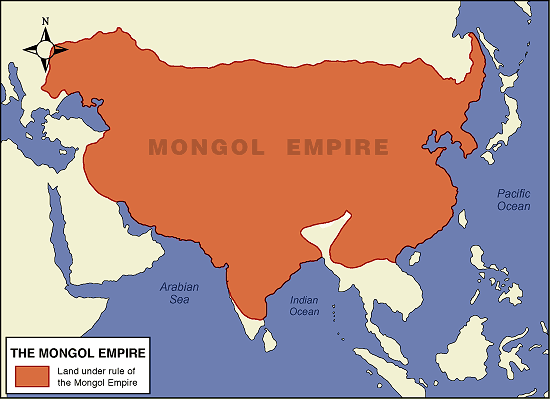 N
MONGOL EMPIRE
Pacific
Ocean
Arabian
Sea
Indian
Ocean
THE MONGOL EMPIRE
Land under rule of
the Mongol Empire